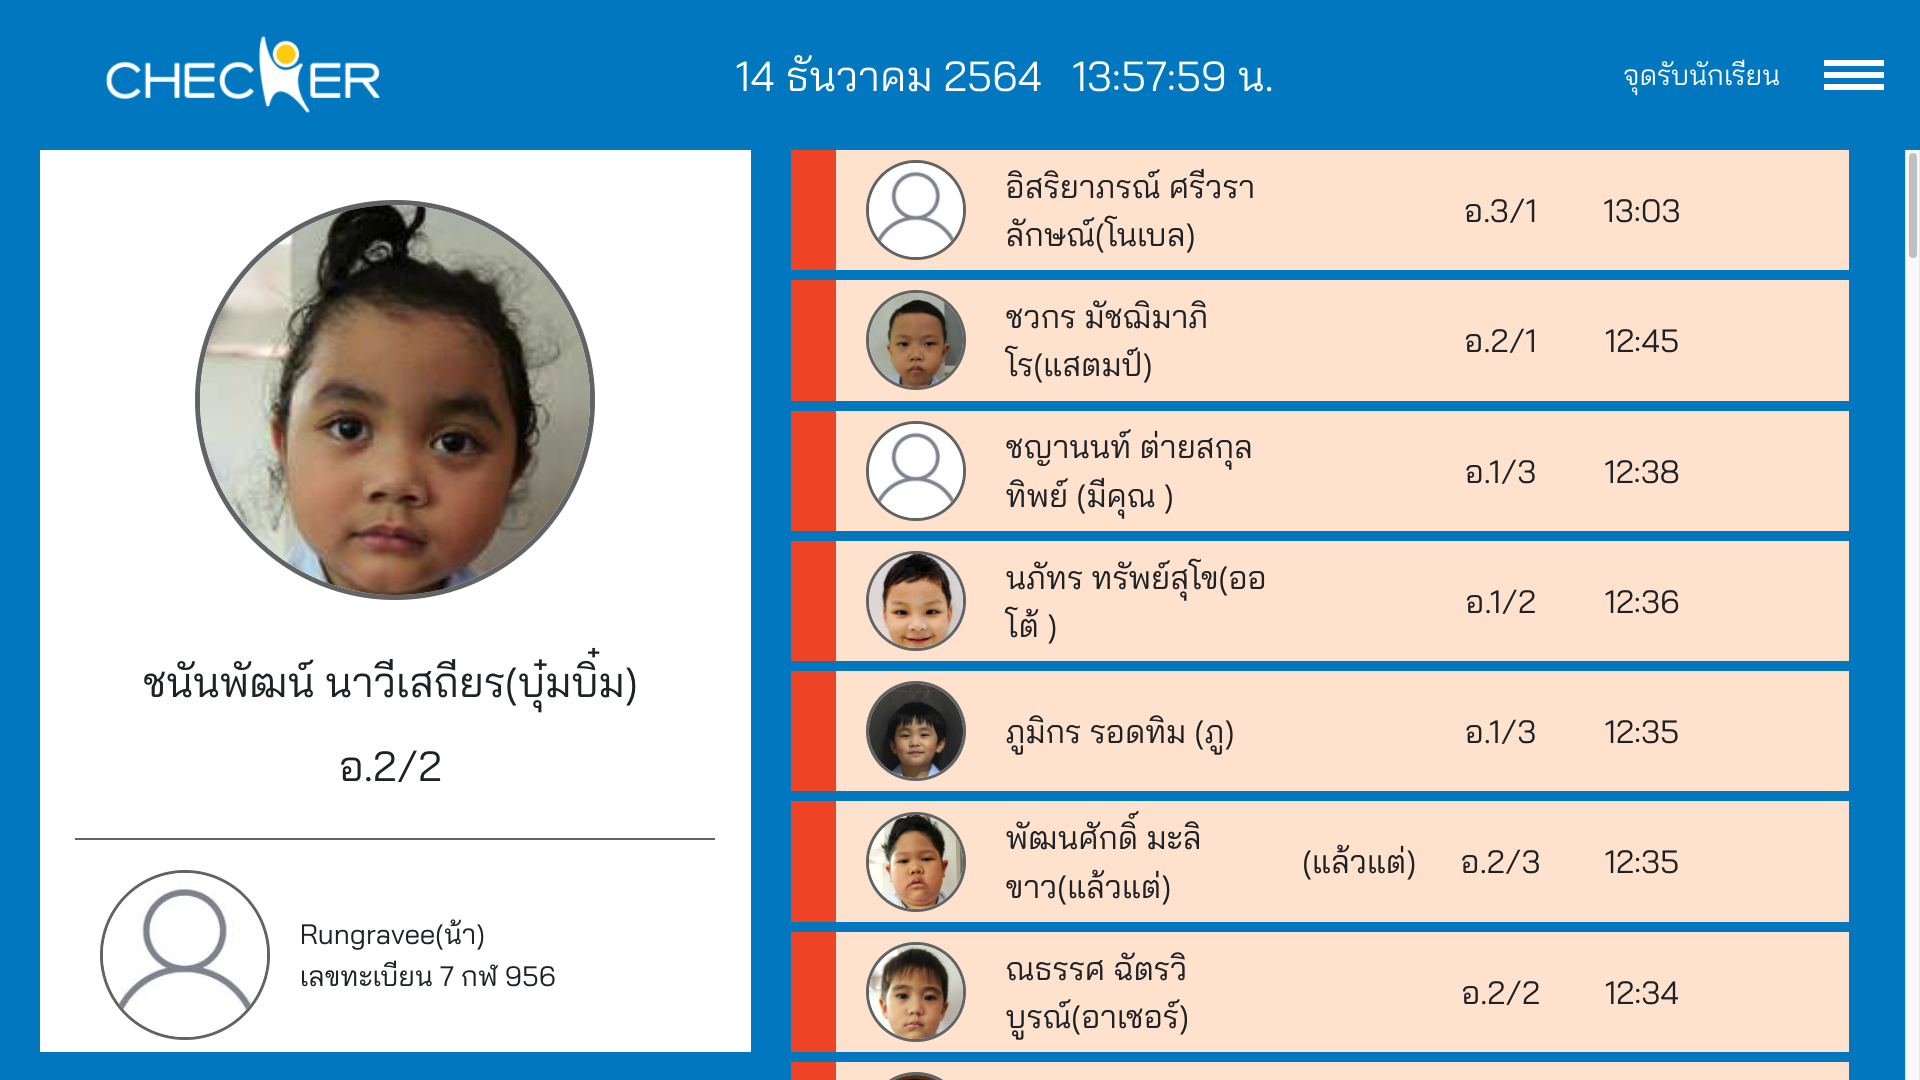 CHECKER
14 ธันวาคม 2564 13:57:59 น.
จุดรับนักเรียน
ชนันพัฒน์ นาวีเสถียร(บุ๋มบิ๋ม)
อ.2/2
Rungravee(น้า)
เลขทะเบียน 7 กฬ 956
อิสริยาภรณ์ ศรีวรา
ลักษณ์(โนเบล)
อ.3/1
13:03
ชวกร มัชฌิมาภิ
โร(แสตมป์)
อ.2/1
12:45
ชญานนท์ ต่ายสกุล
ทิพย์ (มีคุณ )
อ.1/3
12:38
นภัทร ทรัพย์สุโข(ออ
โต้ )
อ.1/2
12:36
ภูมิกร รอดทิม (ภู)
อ.1/3
12:35
พัฒนศักดิ์ มะลิ
ขาว(แล้วแต่)
(แล้วแต่)
อ.2/3
12:35
ณธรรศ ฉัตรวิ
บูรณ์(อาเชอร์)
อ.2/2
12:34